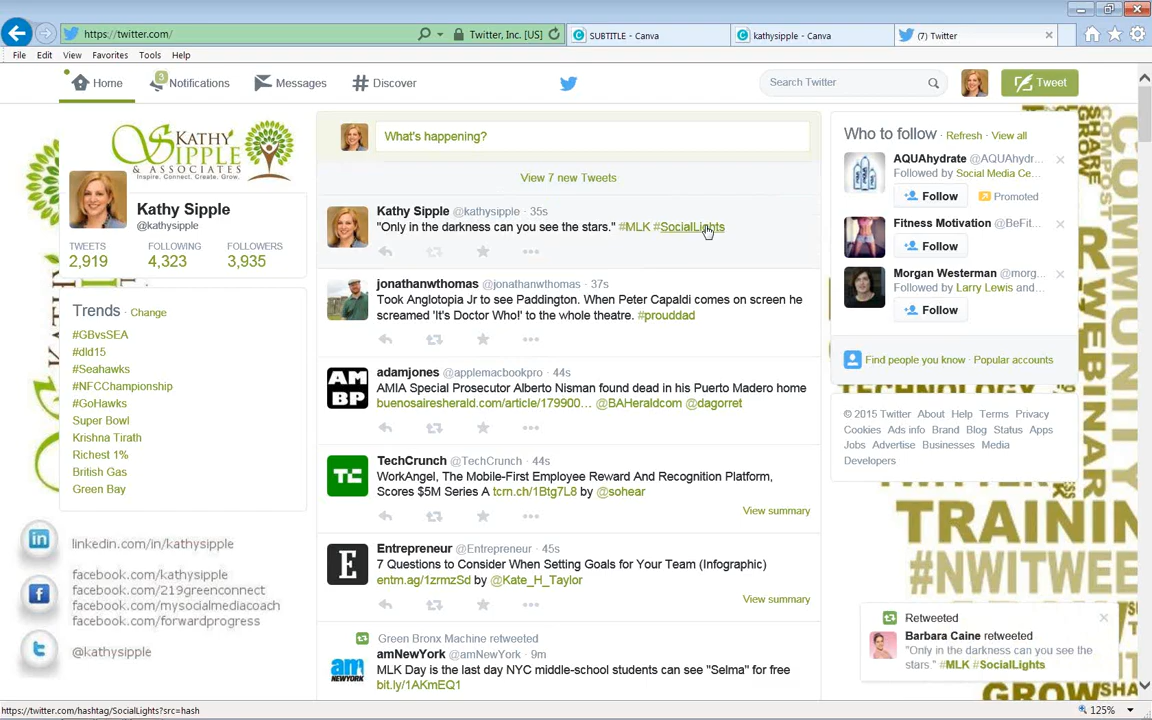 https://twitter.com/
Twitter, Inc. [US]
SUBTITLE - Canva
kathysipple - Canva
(7) Twitter
File Edit View Favorites Tools Help
Home
3
Notifications
Messages
Discover
Search Twitter
Tweet
KATHY
SIPPLE
& ASSOCIATES
Inspire. Connect. Create. Grow.
Kathy Sipple
@kathysipple
TWEETS FOLLOWING FOLLOWERS
2,919 4,323 3,935
Trends · Change
#GBvsSEA
#dld15
#Seahawks
#NFCChampionship
#GoHawks
Super Bowl
Krishna Tirath
Richest 1%
British Gas
Green Bay
linkedin.com/in/kathysipple
facebook.com/kathysipple
facebook.com/219greenconnect
facebook.com/mysocialmediacoach
facebook.com/forwardprogress
@kathysipple
What's happening?
View 7 new Tweets
Kathy Sipple @kathysipple · 35s
"Only in the darkness can you see the stars." #MLK #SocialLights
jonathanwthomas @jonathanwthomas · 37s
Took Anglotopia Jr to see Paddington. When Peter Capaldi comes on screen he
screamed 'It's Doctor Who!' to the whole theatre. #prouddad
AM
BP
adamjones @applemacbookpro · 44s
AMIA Special Prosecutor Alberto Nisman found dead in his Puerto Madero home
buenosairesherald.com/article/179900... @BAHeraldcom @dagorret
TC
TechCrunch @TechCrunch · 44s
WorkAngel, The Mobile-First Employee Reward And Recognition Platform,
Scores $5M Series A tcrn.ch/1Btg7L8 by @sohear
View summary
E
Entrepreneur @Entrepreneur · 45s
7 Questions to Consider When Setting Goals for Your Team (Infographic)
entm.ag/1zrmzSd by @Kate_H_Taylor
View summary
Green Bronx Machine retweeted
am
NEWYORK
amNewYork @amNewYork · 9m
MLK Day is the last day NYC middle-school students can see "Selma" for free
bit.ly/1AKmEQ1
Who to follow · Refresh · View all
AQUAhydrate @AQUAhydr...
Followed by Social Media Ce...
Follow
Promoted
Fitness Motivation @BeFit...
Follow
Morgan Westerman @morg...
Followed by Larry Lewis and...
Follow
Find people you know · Popular accounts
© 2015 Twitter About Help Terms Privacy
Cookies Ads info Brand Blog Status Apps
Jobs Advertise Businesses Media
Developers
SHARE
COMPOST
COMMUNITY
WEBINAR
TECHNOLOGY
TRAININ
#NWITWEE
GROW
SHA
Retweeted
Barbara Caine retweeted
"Only in the darkness can you see the
stars." #MLK #SocialLights
https://twitter.com/hashtag/SocialLights?src=hash
125%